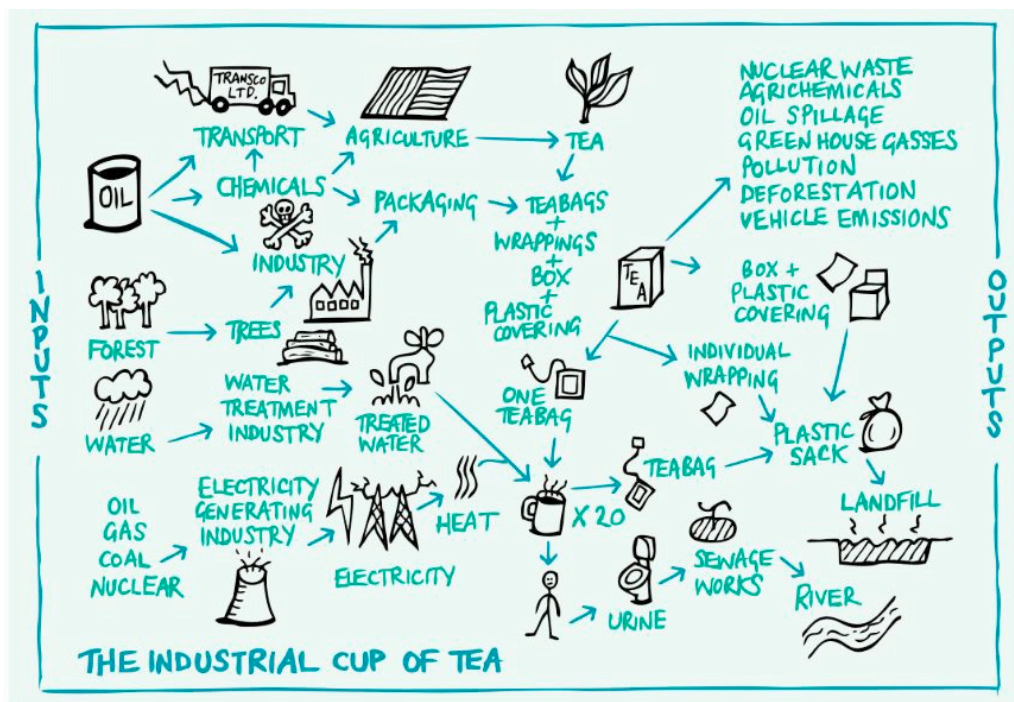 TRANSCO
LTD.
TRANSPORT
AGRICULTURE
TEA
NUCLEAR WASTE
AGRICHEMICALS
OIL SPILLAGE
GREEN HOUSE GASSES
POLLUTION
DEFORESTATION
VEHICLE EMISSIONS
OIL
CHEMICALS
PACKAGING
TEABAGS
+
WRAPPINGS
+
BOX
+
PLASTIC
COVERING
INDUSTRY
TEA
BOX +
PLASTIC
COVERING
INPUTS
OUTPUTS
FOREST
TREES
INDIVIDUAL
WRAPPING
ONE
TEABAG
WATER
WATER
TREATMENT
INDUSTRY
TREATED
WATER
PLASTIC
SACK
TEABAG
LANDFILL
OIL
GAS
COAL
NUCLEAR
ELECTRICITY
GENERATING
INDUSTRY
ELECTRICITY
HEAT
X 20
SEWAGE
WORKS
URINE
RIVER
THE INDUSTRIAL CUP OF TEA